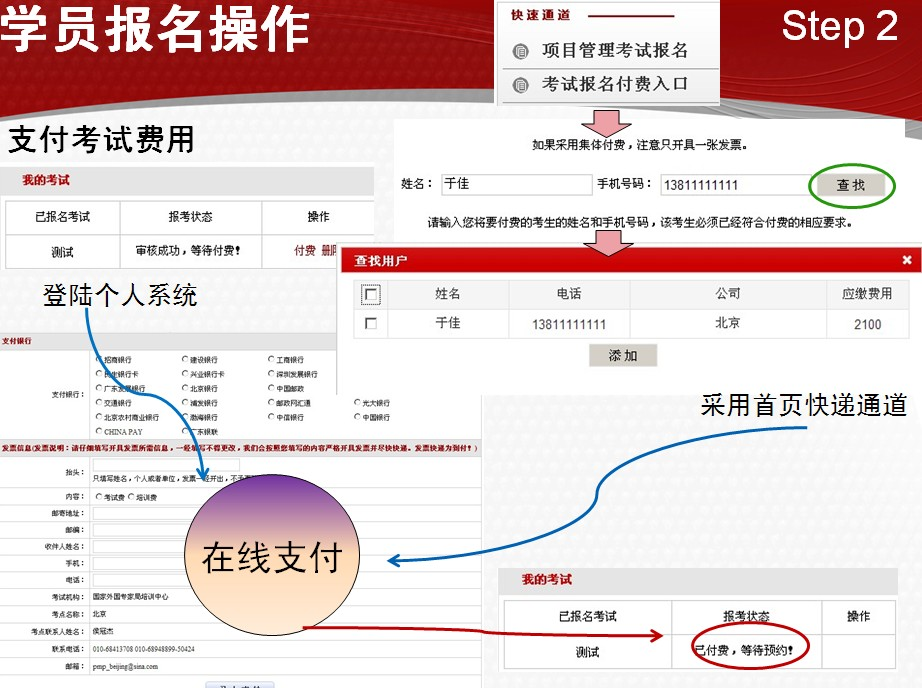 学员报名操作
Step 2
快速通道
项目管理考试报名
考试报名付费入口
支付考试费用
如果采用集体付费，注意只开具一张发票。
姓名： 于佳 手机号码： 13811111111 查 找
请输入您将要付费的考生的姓名和手机号码，该考生必须已经符合付费的相应要求。
我的考试
已报名考试 报考状态 操作
测试 审核成功，等待付费！ 付费
查找用户
姓名 电话 公司 应缴费用
于佳 13811111111 北京 2100
添 加
登陆个人系统
采用首页快递通道
支付银行
支付银行：
招商银行 建设银行 工商银行
民生银行卡 兴业银行卡 深圳发展银行
广东发展银行 北京银行 中国邮政
交通银行 浦发银行 邮政网汇通 光大银行
北京农村商业银行 渤海银行 中信银行 中国银行
CHINA PAY 广东银联
发票信息(发票说明：请仔细填写开具发票所需信息，一经填写不得更改，我们会按照您填写的内容严格开具发票并尽快快递。发票快递为到付！)
抬头：
只填写姓名，个人或者单位，发票一经开出，不予
内容： 考试费 培训费
邮寄地址：
邮编：
收件人姓名：
手机：
电话：
考试机构： 国家外国专家局培训中心
考点名称： 北京
考点联系人姓名： 侯冠杰
联系电话： 010-68413708 010-68948899-50424
邮箱： pmp_beijing@sina.com
在线支付
我的考试
已报名考试 报考状态 操作
测试 已付费，等待预约！